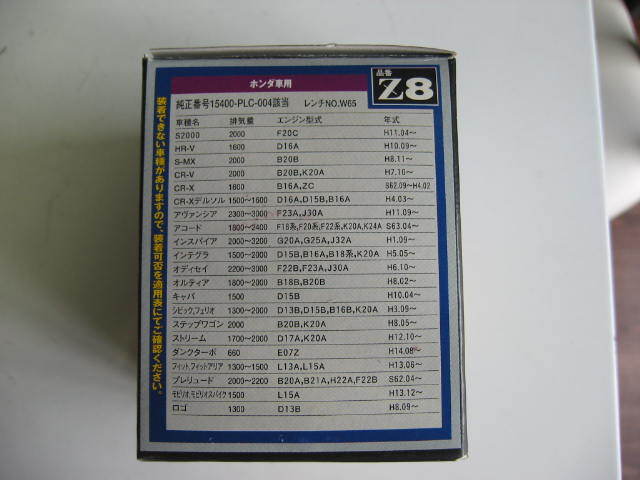 ホンダ車用
品番
Z8
純正番号15400-PLC-004該当 レンチNO.W65
車種名 排気量 エンジン型式 年式
S2000 2000 F20C H11.04~
HR-V 1600 D16A H10.09~
S-MX 2000 B20B H8.11~
CR-V 2000 B20B,K20A H7.10~
CR-X 1600 B16A,ZC S62.09~H4.02
CR-Xデルソル 1500~1600 D16A,D15B,B16A H4.03~
アヴァンシア 2300~3000 F23A,J30A H11.09~
アコード 1800~2400 F18系,F20系,F22系,K20A,K24A S63.04~
インスパイア 2000~3200 G20A,G25A,J32A H1.09~
インテグラ 1500~2000 D15B,B16A,B18系,K20A H5.05~
オディセイ 2200~3000 F22B,F23A,J30A H6.10~
オルティア 1800~2000 B18B,B20B H8.02~
キャパ 1500 D15B H10.04~
シビック,フェリオ 1300~2000 D13B,D15B,B16B,K20A H3.09~
ステップワゴン 2000 B20B,K20A H8.05~
ストリーム 1700~2000 D17A,K20A H12.10~
ダンクターボ 660 E07Z H14.08~
フィット,フィットアリア 1300~1500 L13A,L15A H13.06~
プレリュード 2000~2200 B20A,B21A,H22A,F22B S62.04~
モビリオ,モビリオスパイク 1500 L15A H13.12~
ロゴ 1300 D13B H8.09~
装着できない車種がありますので、装着可否を適用表にてご確認ください。